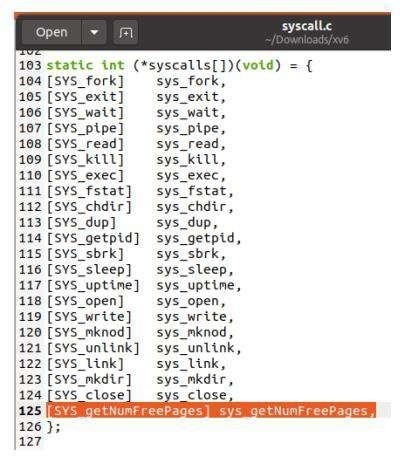 Open
syscall.c
~/Downloads/xv6
102
103 static int (*syscalls[])(void) = {
104 [SYS_fork]    sys_fork,
105 [SYS_exit]    sys_exit,
106 [SYS_wait]    sys_wait,
107 [SYS_pipe]    sys_pipe,
108 [SYS_read]    sys_read,
109 [SYS_kill]    sys_kill,
110 [SYS_exec]    sys_exec,
111 [SYS_fstat]   sys_fstat,
112 [SYS_chdir]   sys_chdir,
113 [SYS_dup]     sys_dup,
114 [SYS_getpid]  sys_getpid,
115 [SYS_sbrk]    sys_sbrk,
116 [SYS_sleep]   sys_sleep,
117 [SYS_uptime]  sys_uptime,
118 [SYS_open]    sys_open,
119 [SYS_write]   sys_write,
120 [SYS_mknod]   sys_mknod,
121 [SYS_unlink]  sys_unlink,
122 [SYS_link]    sys_link,
123 [SYS_mkdir]   sys_mkdir,
124 [SYS_close]   sys_close,
125 [SYS_getNumFreePages] sys_getNumFreePages,
126 };
127